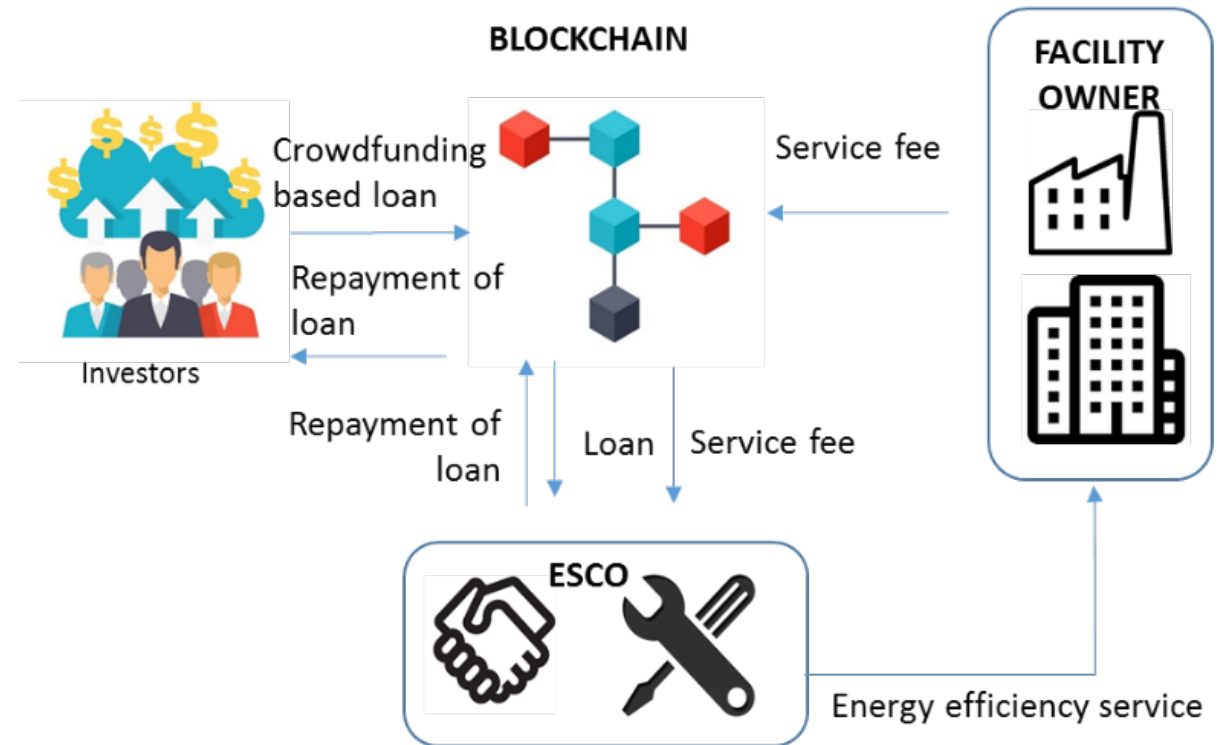 BLOCKCHAIN
FACILITY
OWNER
Crowdfunding
based loan
Service fee
Repayment of
loan
Investors
Repayment of
loan
Loan
Service fee
ESCO
Energy efficiency service